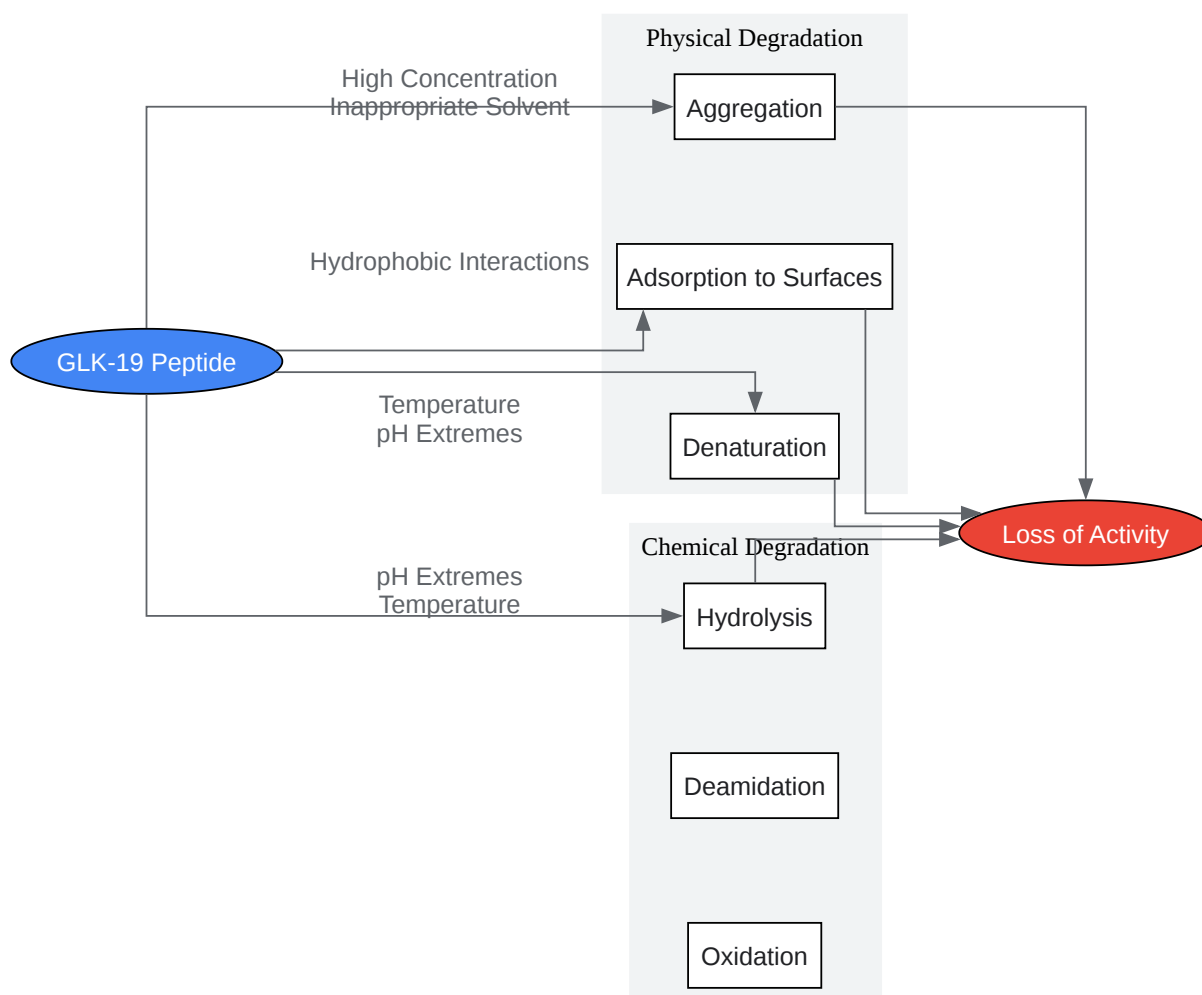 Physical Degradation
High Concentration
Inappropriate Solvent
Aggregation
Hydrophobic Interactions
Adsorption to Surfaces
GLK-19 Peptide
Temperature
pH Extremes
Denaturation
Loss of Activity
Chemical Degradation
pH Extremes
Temperature
Hydrolysis
Deamidation
Oxidation